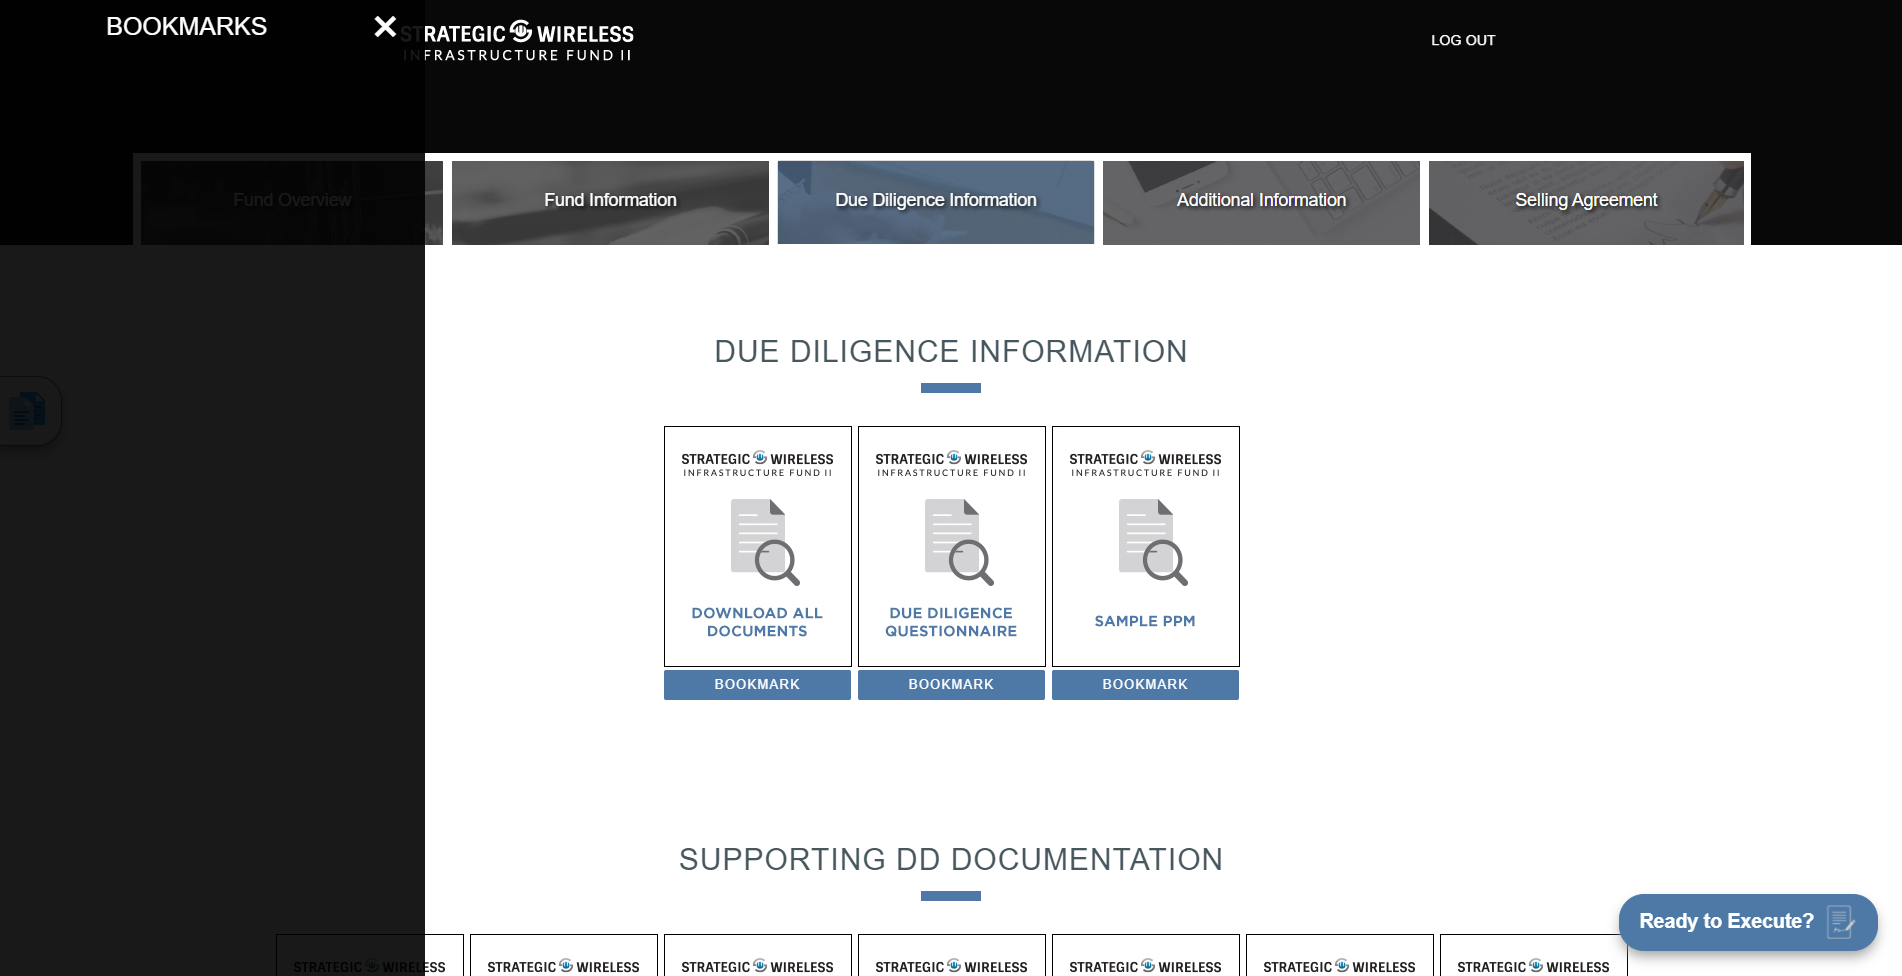 BOOKMARKS
STRATEGIC WIRELESS
INFRASTRUCTURE FUND II
LOG OUT
Fund Overview
Fund Information
Due Diligence Information
Additional Information
Selling Agreement
DUE DILIGENCE INFORMATION
STRATEGIC WIRELESS
INFRASTRUCTURE FUND II
DOWNLOAD ALL
DOCUMENTS
BOOKMARK
STRATEGIC WIRELESS
INFRASTRUCTURE FUND II
DUE DILIGENCE
QUESTIONNAIRE
BOOKMARK
STRATEGIC WIRELESS
INFRASTRUCTURE FUND II
SAMPLE PPM
BOOKMARK
SUPPORTING DD DOCUMENTATION
Ready to Execute?
STRATEGIC WIRELESS
STRATEGIC WIRELESS
STRATEGIC WIRELESS
STRATEGIC WIRELESS
STRATEGIC WIRELESS
STRATEGIC WIRELESS
STRATEGIC WIRELESS